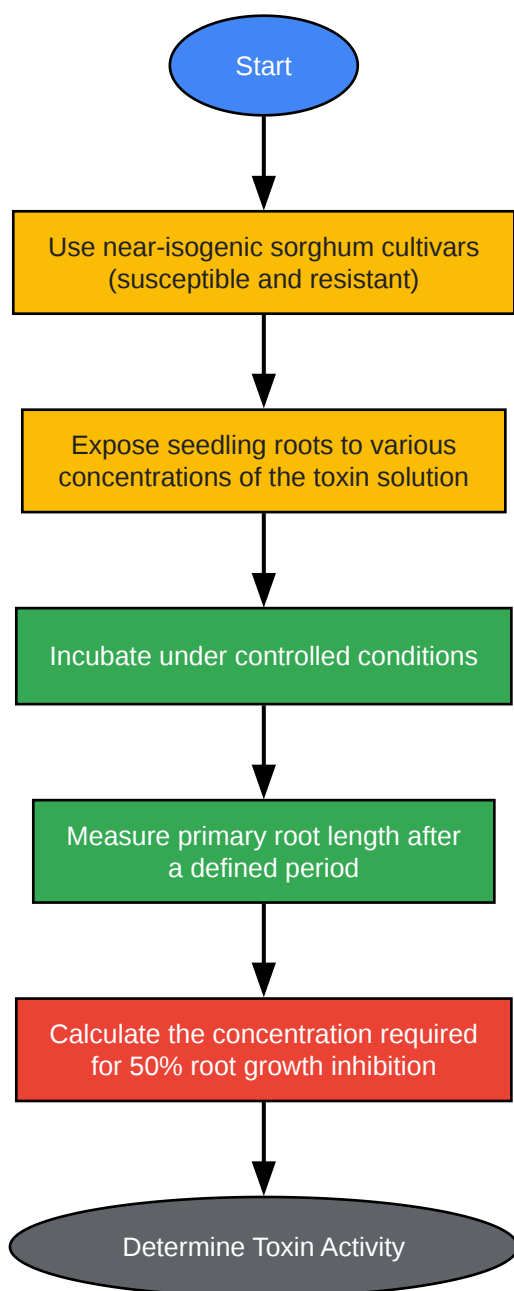 Start
Use near-isogenic sorghum cultivars
(susceptible and resistant)
Expose seedling roots to various
concentrations of the toxin solution
Incubate under controlled conditions
Measure primary root length after
a defined period
Calculate the concentration required
for 50% root growth inhibition
Determine Toxin Activity